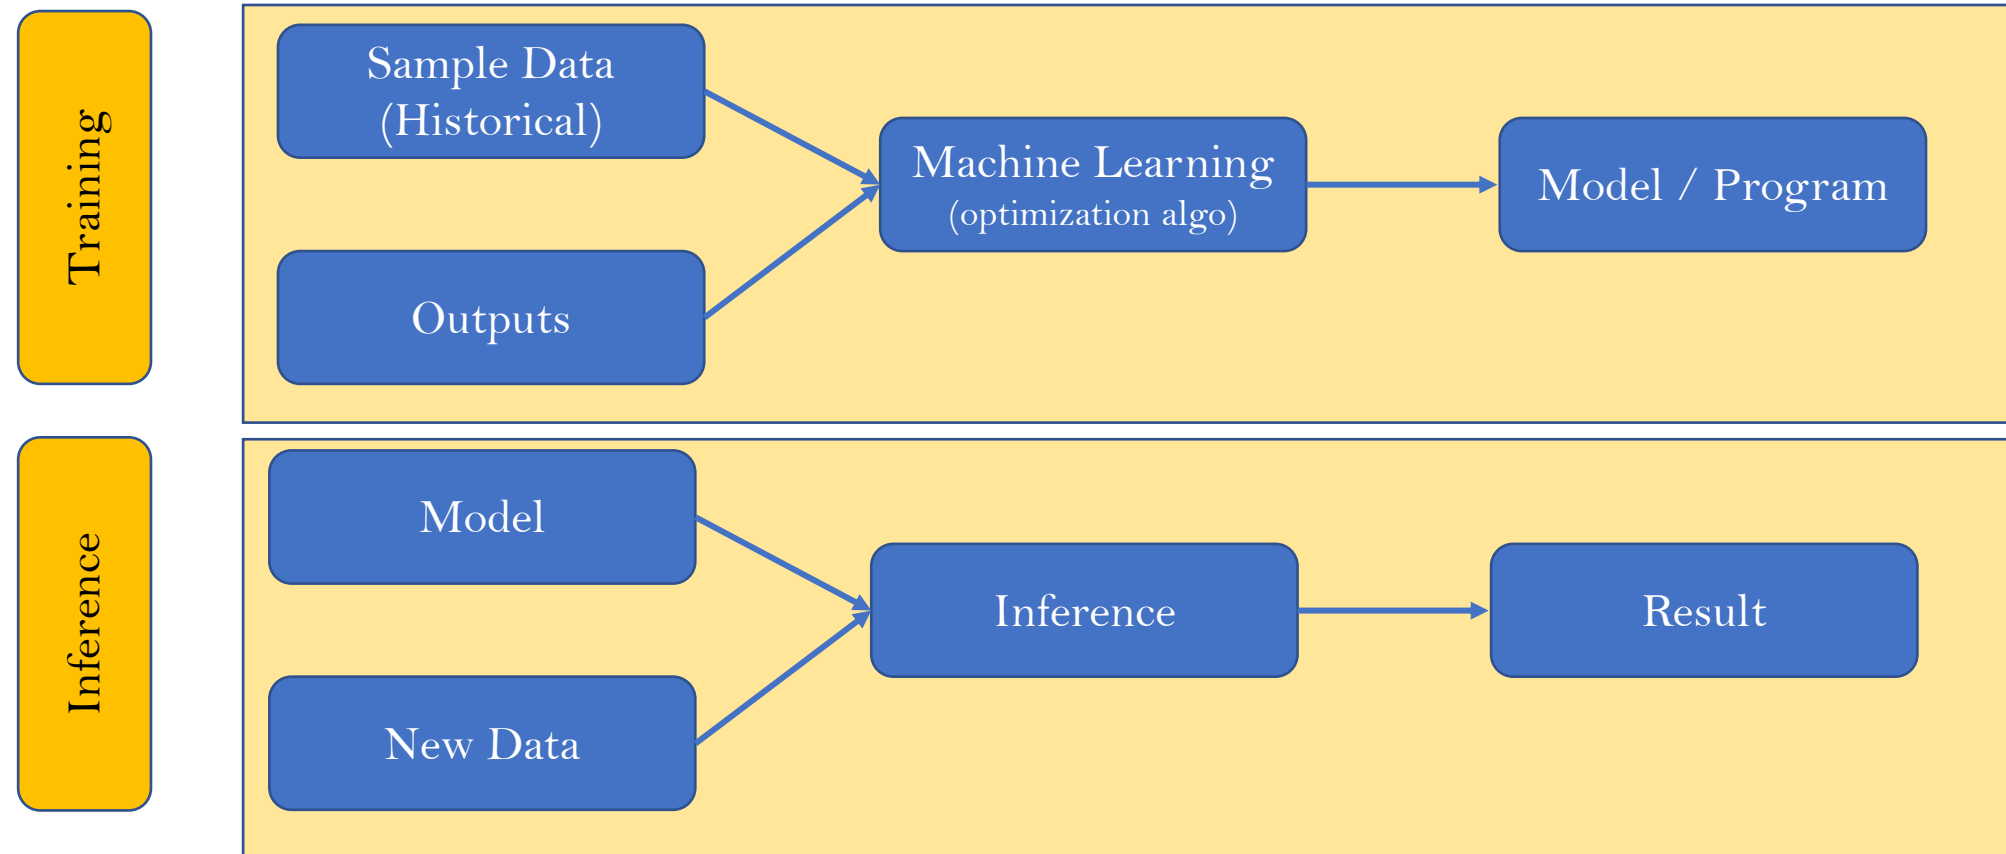 Training
Sample Data
(Historical)
Outputs
Machine Learning
(optimization algo)
Model / Program
Inference
Model
New Data
Inference
Result